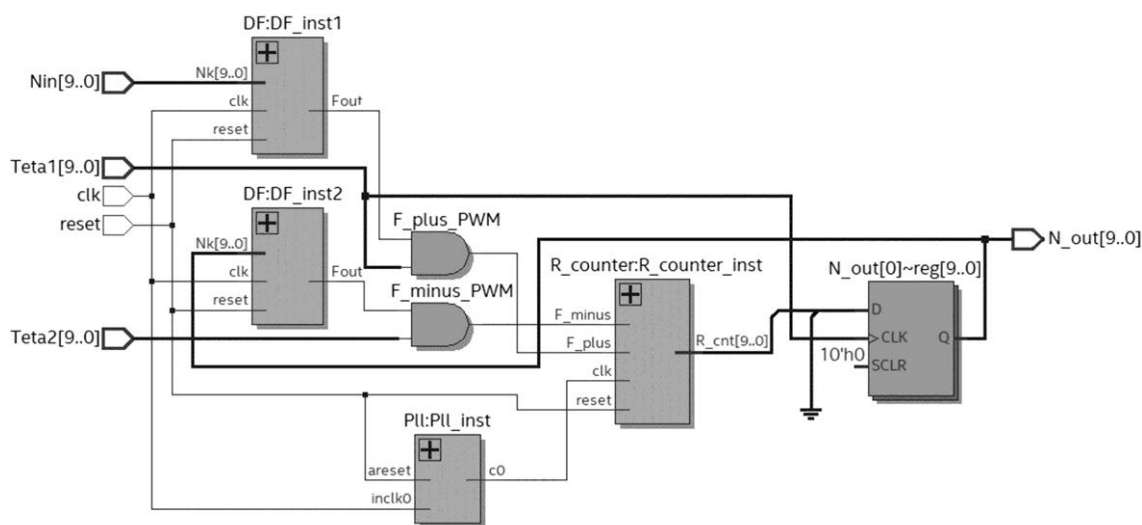 DF:DF_inst1
Nin[9..0]
Nk[9..0]
clk
Fout
reset
Teta1[9..0]
clk
reset
DF:DF_inst2
Nk[9..0]
clk
Fout
reset
Teta2[9..0]
F_plus_PWM
F_minus_PWM
R_counter:R_counter_inst
F_minus
F_plus
R_cnt[9..0]
clk
reset
Pll:Pll_inst
areset
c0
inclk0
N_out[9..0]
N_out[0]~reg[9..0]
D
CLK
Q
10'h0
SCLR